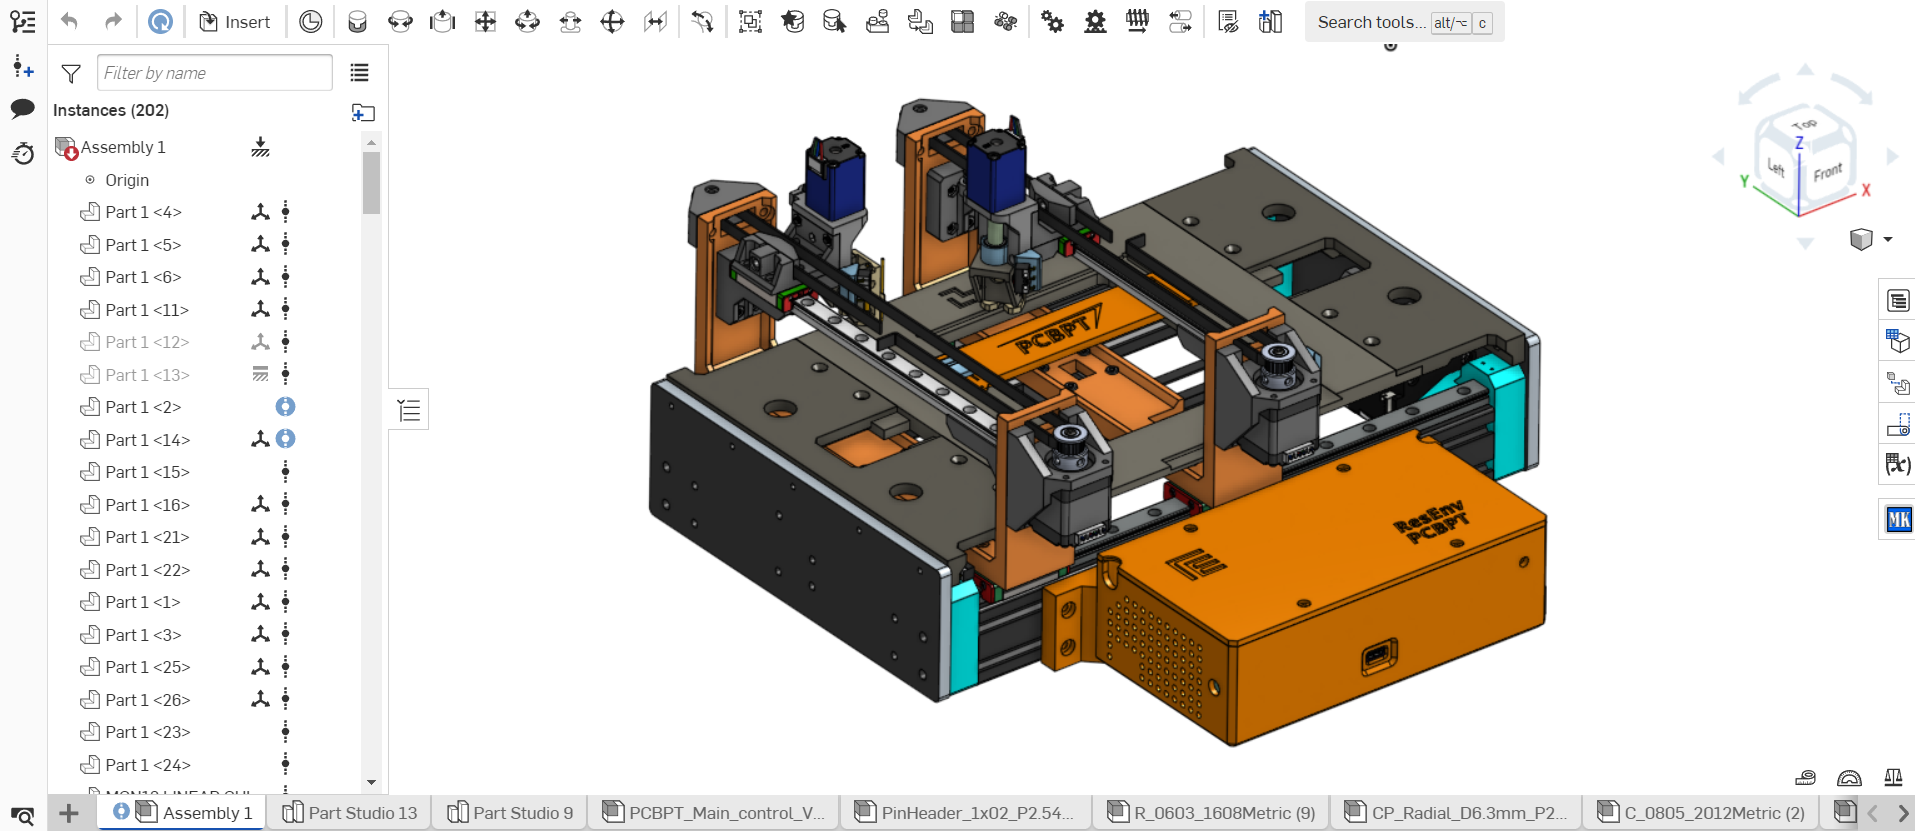 Insert
Search tools... alt/⌥ c
Filter by name
Instances (202)
Assembly 1
Origin
Part 1 <4>
Part 1 <5>
Part 1 <6>
Part 1 <11>
Part 1 <12>
Part 1 <13>
Part 1 <2>
Part 1 <14>
Part 1 <15>
Part 1 <16>
Part 1 <21>
Part 1 <22>
Part 1 <1>
Part 1 <3>
Part 1 <25>
Part 1 <26>
Part 1 <23>
Part 1 <24>
PCBPT
ResEnv
PCBPT
Top
Z
Left
Front
Y
X
(x)
MK
Assembly 1
Part Studio 13
Part Studio 9
PCBPT_Main_control_V...
PinHeader_1x02_P2.54...
R_0603_1608Metric (9)
CP_Radial_D6.3mm_P2...
C_0805_2012Metric (2)